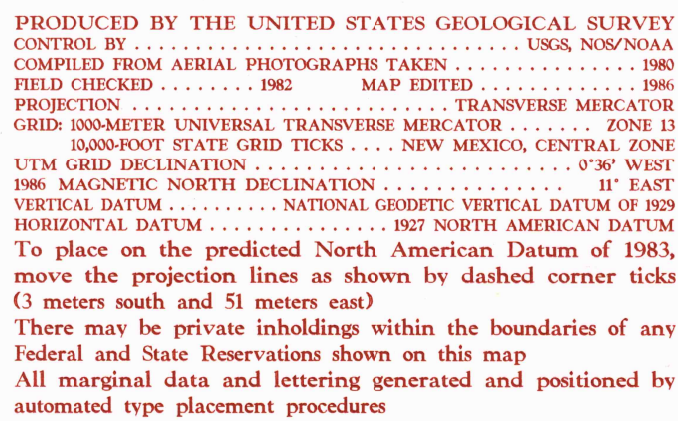 PRODUCED BY THE UNITED STATES GEOLOGICAL SURVEY
CONTROL BY . . . . . . . . . . . . . . . . . . . . . . . . . . . . . . . . USGS, NOS/NOAA
COMPILED FROM AERIAL PHOTOGRAPHS TAKEN . . . . . . . . . . . . . . . 1980
FIELD CHECKED . . . . . . . . 1982 MAP EDITED . . . . . . . . . . . . . 1986
PROJECTION . . . . . . . . . . . . . . . . . . . . . . . . . . TRANSVERSE MERCATOR
GRID: 1000-METER UNIVERSAL TRANSVERSE MERCATOR . . . . . . . ZONE 13
10,000-FOOT STATE GRID TICKS . . . . NEW MEXICO, CENTRAL ZONE
UTM GRID DECLINATION . . . . . . . . . . . . . . . . . . . . . . . . . . 0°36' WEST
1986 MAGNETIC NORTH DECLINATION . . . . . . . . . . . . . . 11° EAST
VERTICAL DATUM . . . . . . . . . NATIONAL GEODETIC VERTICAL DATUM OF 1929
HORIZONTAL DATUM . . . . . . . . . . . . . . . 1927 NORTH AMERICAN DATUM
To place on the predicted North American Datum of 1983,
move the projection lines as shown by dashed corner ticks
(3 meters south and 51 meters east)
There may be private inholdings within the boundaries of any
Federal and State Reservations shown on this map
All marginal data and lettering generated and positioned by
automated type placement procedures